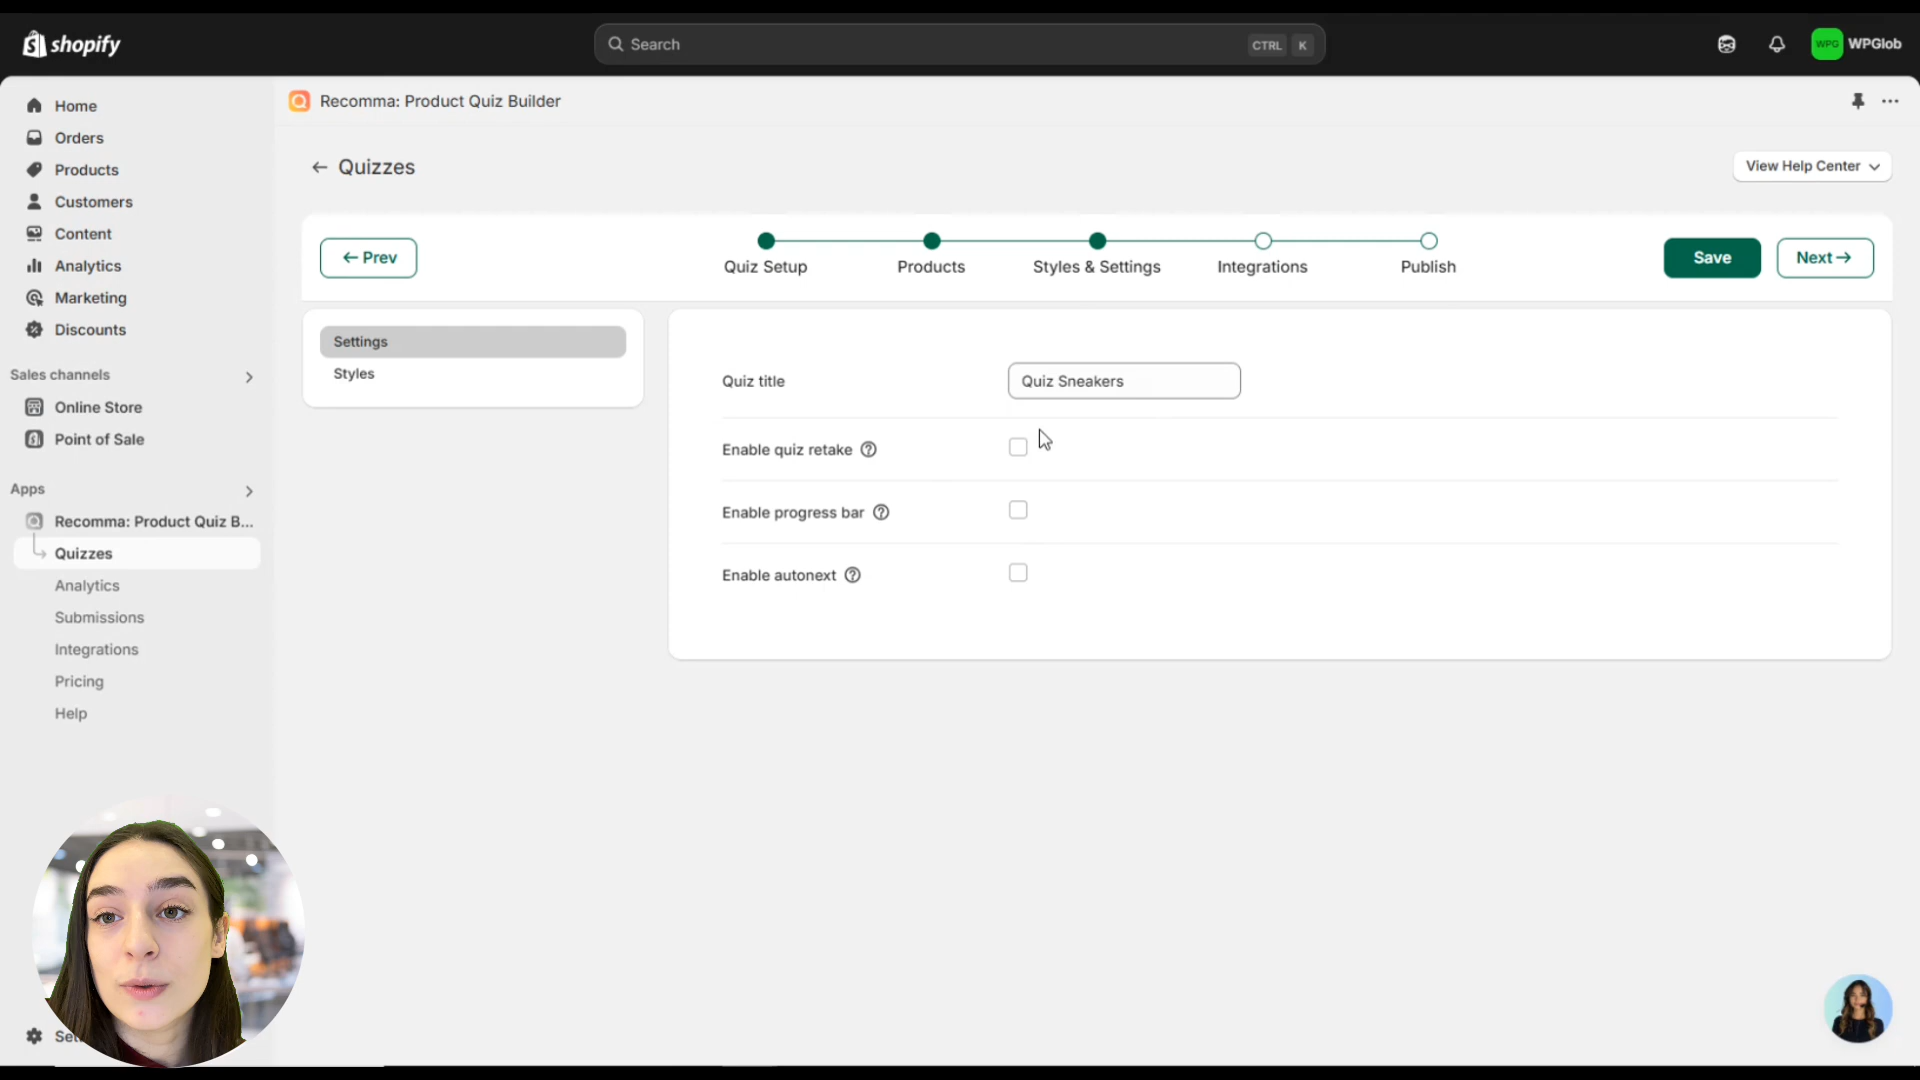 shopify
Search
CTRL K
WPG WPGlob
Home
Orders
Products
Customers
Content
Analytics
Marketing
Discounts
Sales channels
Online Store
Point of Sale
Apps
Recomma: Product Quiz B...
Quizzes
Analytics
Submissions
Integrations
Pricing
Help
Recomma: Product Quiz Builder
← Quizzes
View Help Center
← Prev
Quiz Setup
Products
Styles & Settings
Integrations
Publish
Save
Next →
Settings
Styles
Quiz title
Quiz Sneakers
Enable quiz retake
Enable progress bar
Enable autonext